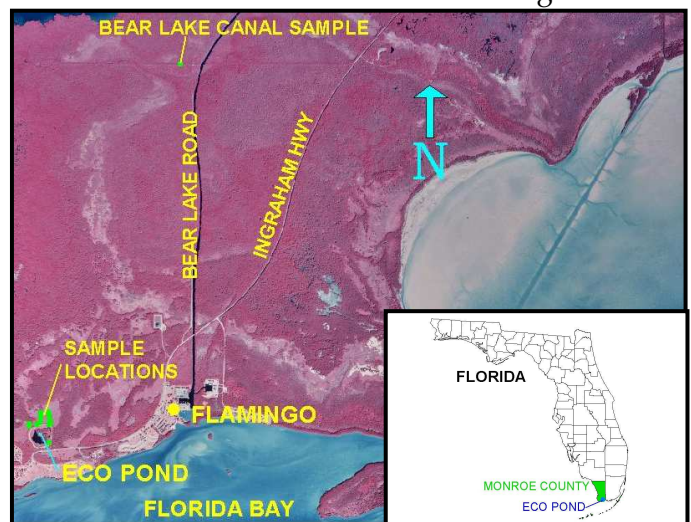 BEAR LAKE CANAL SAMPLE
BEAR LAKE ROAD
INGRAHAM HWY
N
SAMPLE
LOCATIONS
FLAMINGO
ECO POND
FLORIDA BAY
FLORIDA
MONROE COUNTY
ECO POND